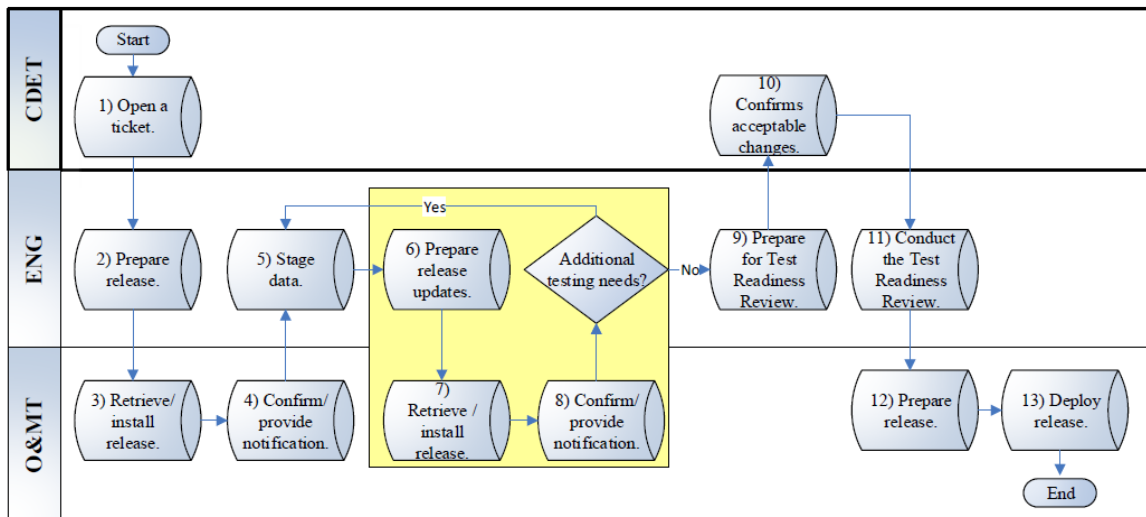 CDET
Start
1) Open a
ticket.
10)
Confirms
acceptable
changes.
ENG
2) Prepare
release.
5) Stage
data.
Yes
6) Prepare
release
updates.
Additional
testing needs?
No
9) Prepare
for Test
Readiness
Review.
11) Conduct
the Test
Readiness
Review.
O&MT
3) Retrieve/
install
release.
4) Confirm/
provide
notification.
7)
Retrieve /
install
release.
8) Confirm/
provide
notification.
12) Prepare
release.
13) Deploy
release.
End